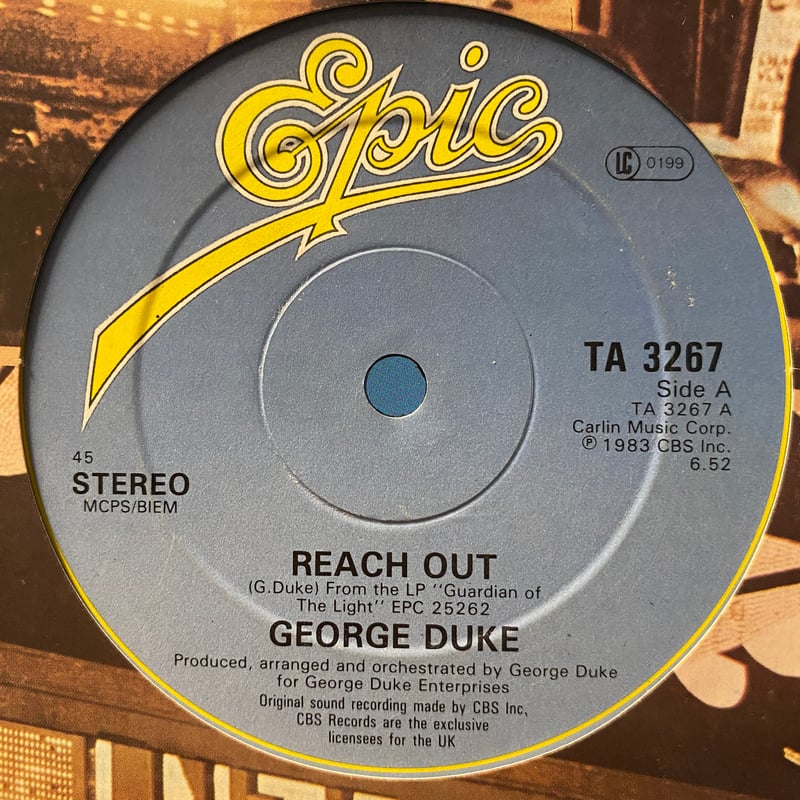 Epic
LC 0199
TA 3267
Side A
TA 3267 A
Carlin Music Corp.
℗ 1983 CBS Inc.
6.52
45
STEREO
MCPS/BIEM
REACH OUT
(G.Duke) From the LP "Guardian of
The Light" EPC 25262
GEORGE DUKE
Produced, arranged and orchestrated by George Duke
for George Duke Enterprises
Original sound recording made by CBS Inc,
CBS Records are the exclusive
licensees for the UK